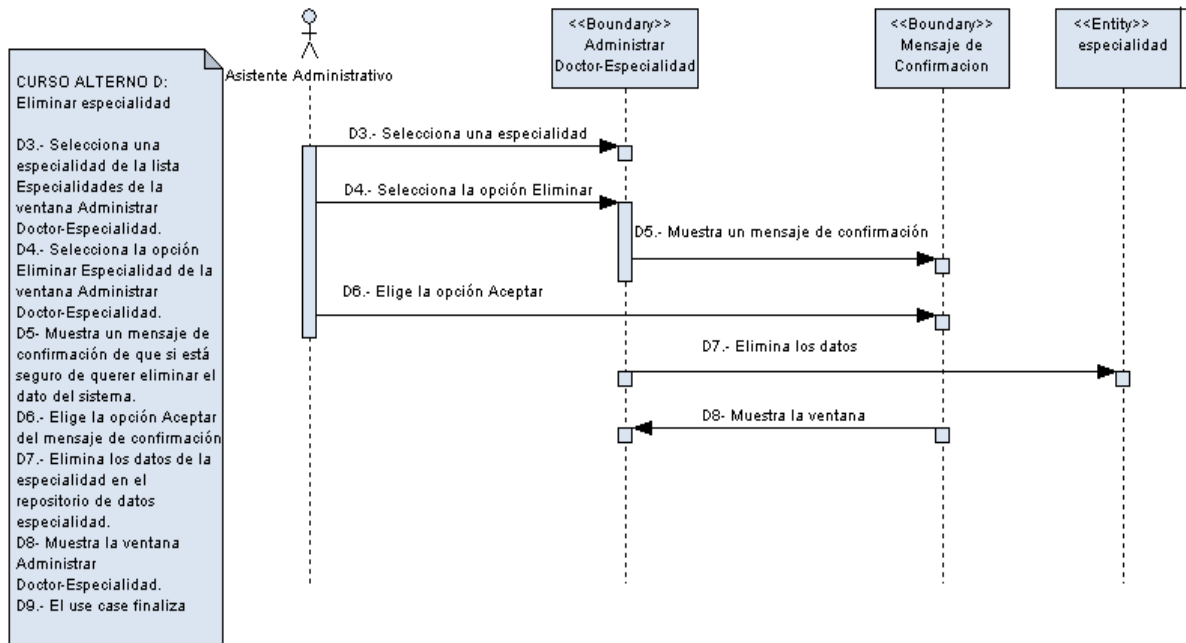 CURSO ALTERNO D:
Eliminar especialidad
D3.- Selecciona una
especialidad de la lista
Especialidades de la
ventana Administrar
Doctor-Especialidad.
D4.- Selecciona la opción
Eliminar Especialidad de la
ventana Administrar
Doctor-Especialidad.
D5- Muestra un mensaje de
confirmación de que si está
seguro de querer eliminar el
dato del sistema.
D6.- Elige la opción Aceptar
del mensaje de confirmación
D7.- Elimina los datos de la
especialidad en el
repositorio de datos
especialidad.
D8- Muestra la ventana
Administrar
Doctor-Especialidad.
D9.- El use case finaliza
Asistente Administrativo
<<Boundary>>
Administrar
Doctor-Especialidad
<<Boundary>>
Mensaje de
Confirmacion
<<Entity>>
especialidad
D3.- Selecciona una especialidad
D4.- Selecciona la opción Eliminar
D5.- Muestra un mensaje de confirmación
D6.- Elige la opción Aceptar
D7.- Elimina los datos
D8- Muestra la ventana